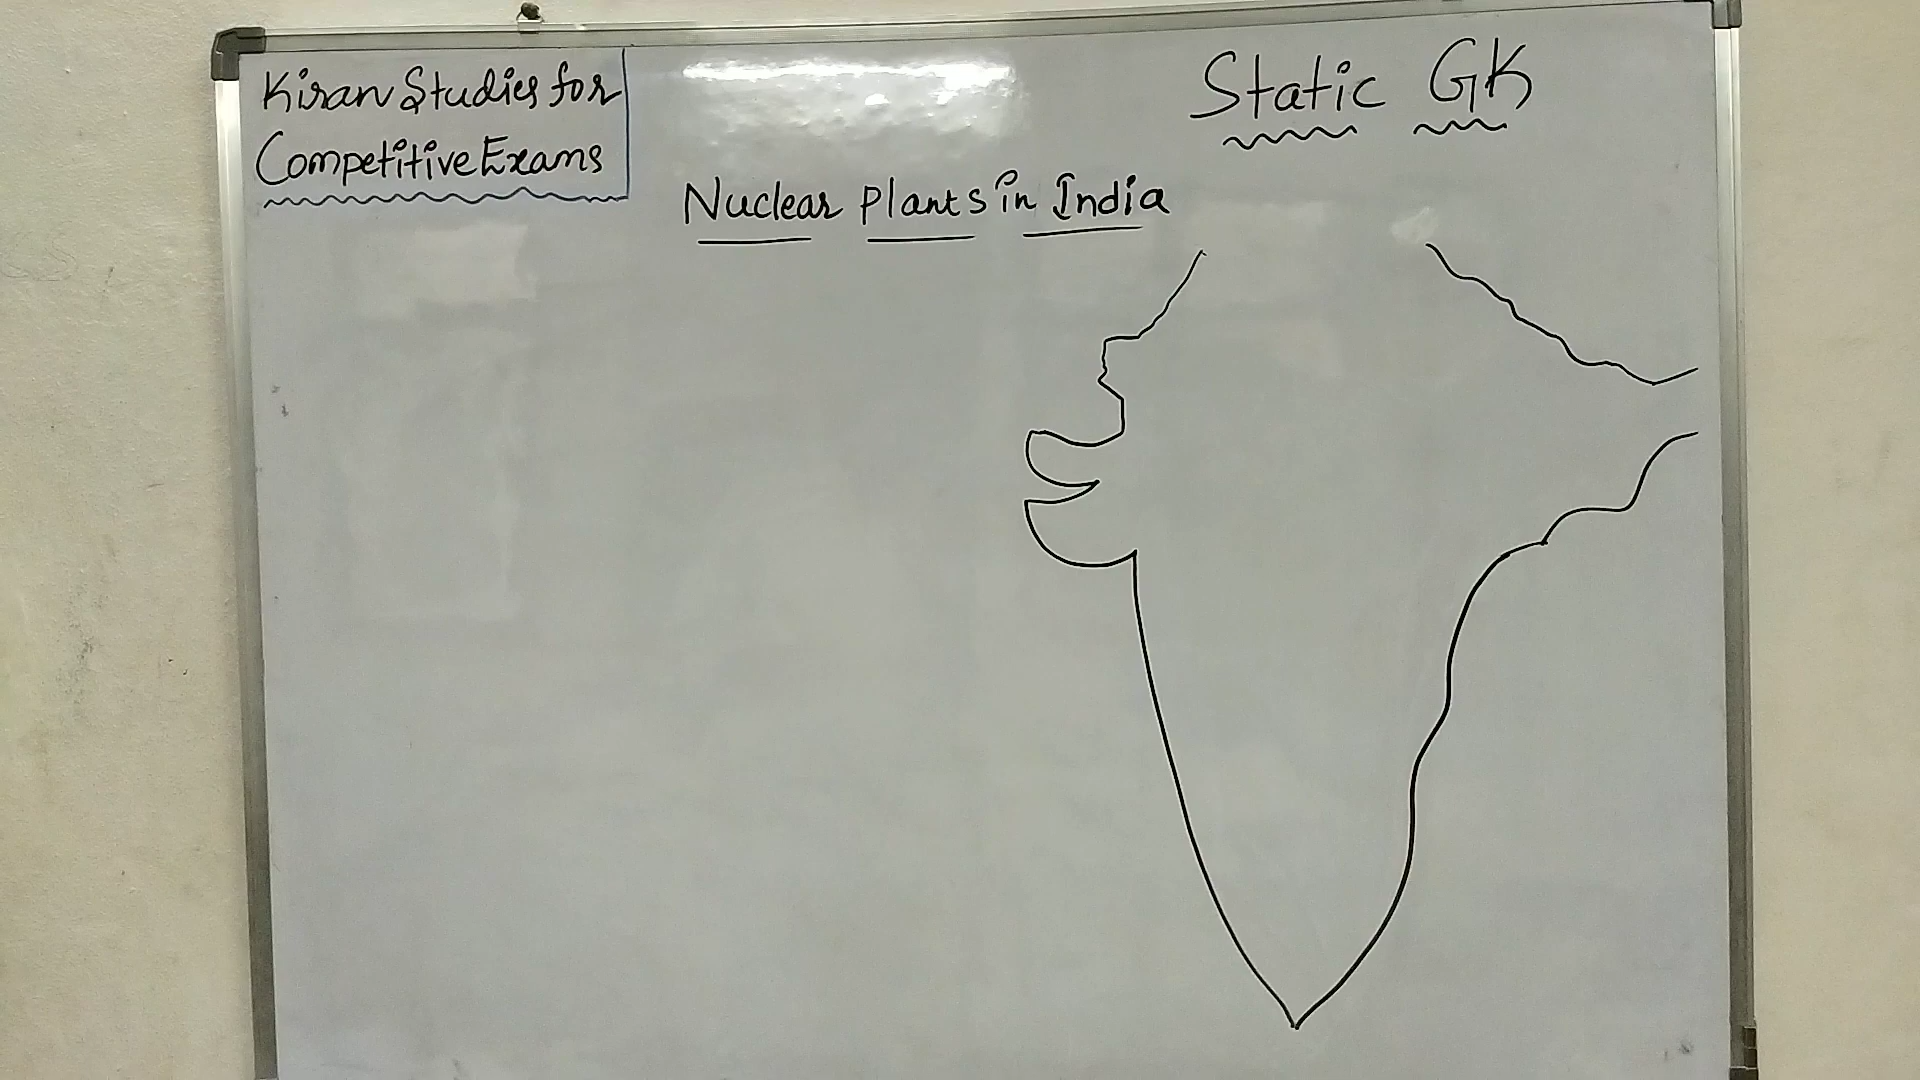 Kiran Studies for
Competitive Exams
Static GK
Nuclear Plants in India